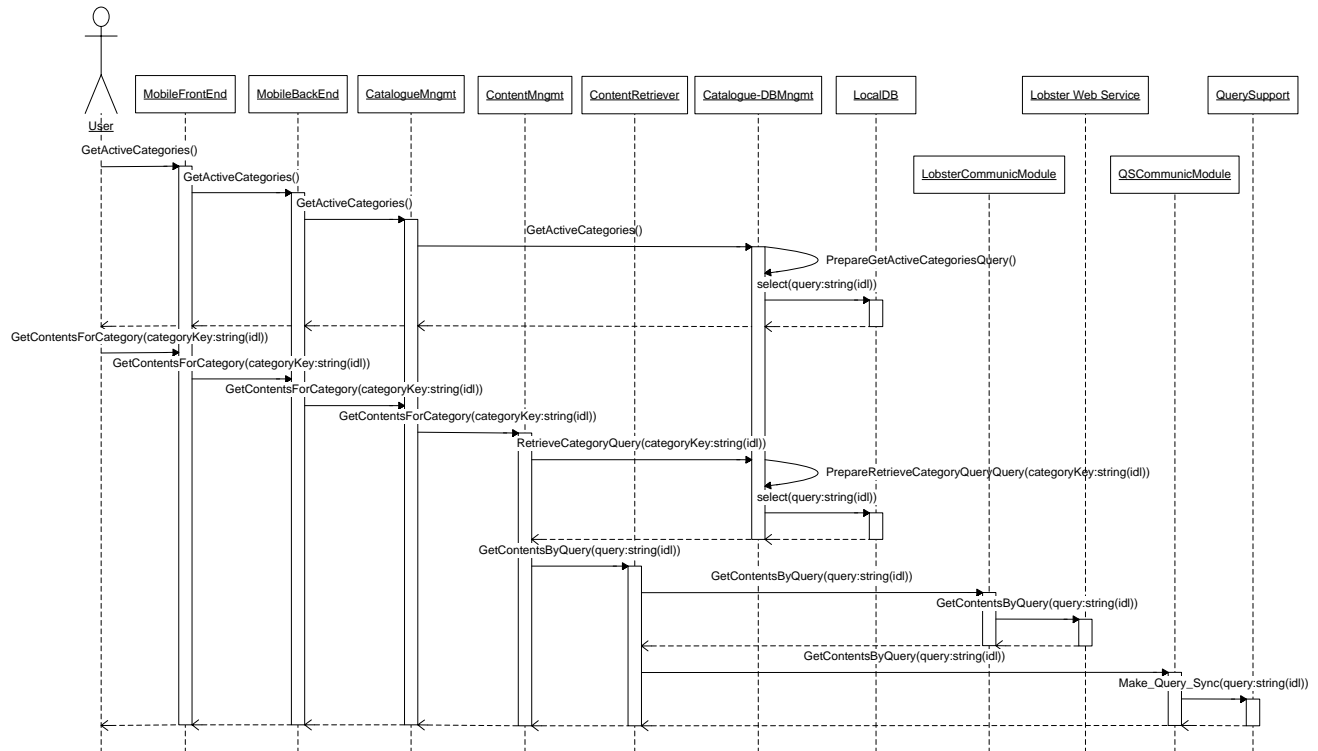 MobileFrontEnd
MobileBackEnd
CatalogueMngmt
ContentMngmt
ContentRetriever
Catalogue-DBMngmt
LocalDB
Lobster Web Service
QuerySupport
User
GetActiveCategories()
LobsterCommunicModule
QSCommunicModule
GetActiveCategories()
GetActiveCategories()
GetActiveCategories()
PrepareGetActiveCategoriesQuery()
select(query:string(idl))
GetContentsForCategory(categoryKey:string(idl))
GetContentsForCategory(categoryKey:string(idl))
GetContentsForCategory(categoryKey:string(idl))
GetContentsForCategory(categoryKey:string(idl))
RetrieveCategoryQuery(categoryKey:string(idl))
PrepareRetrieveCategoryQueryQuery(categoryKey:string(idl))
select(query:string(idl))
GetContentsByQuery(query:string(idl))
GetContentsByQuery(query:string(idl))
GetContentsByQuery(query:string(idl))
GetContentsByQuery(query:string(idl))
Make_Query_Sync(query:string(idl))